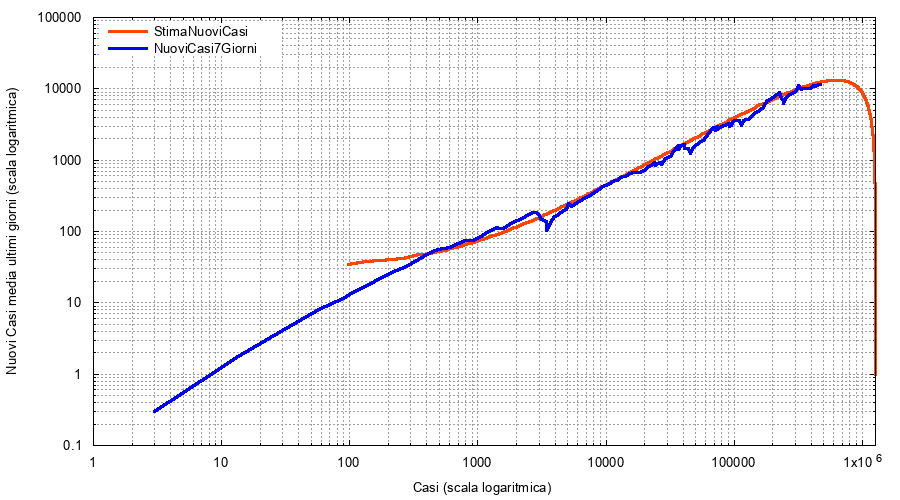 100000
10000
1000
100
10
1
0.1
Nuovi Casi media ultimi giorni (scala logaritmica)
StimaNuoviCasi
NuoviCasi7Giorni
1
10
100
1000
10000
100000
1x10 6
Casi (scala logaritmica)